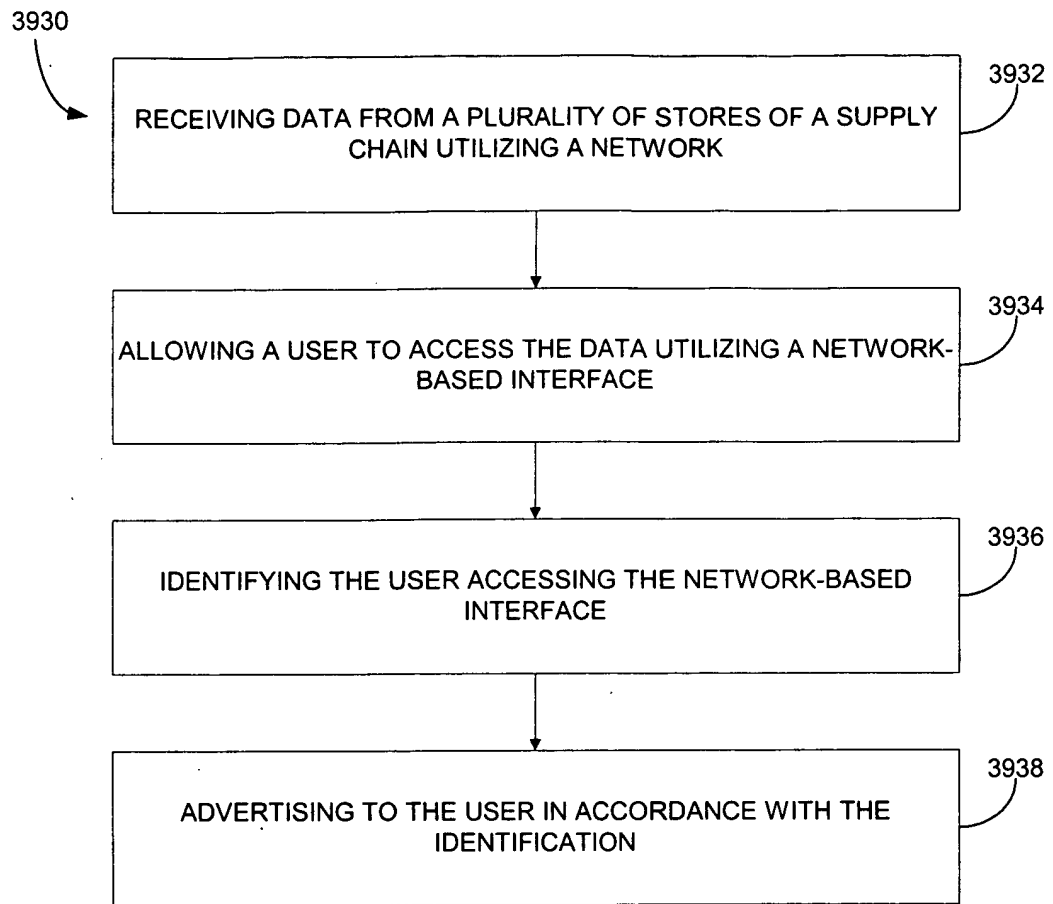 3930
3932
RECEIVING DATA FROM A PLURALITY OF STORES OF A SUPPLY
CHAIN UTILIZING A NETWORK
3934
ALLOWING A USER TO ACCESS THE DATA UTILIZING A NETWORK-
BASED INTERFACE
3936
IDENTIFYING THE USER ACCESSING THE NETWORK-BASED
INTERFACE
3938
ADVERTISING TO THE USER IN ACCORDANCE WITH THE
IDENTIFICATION